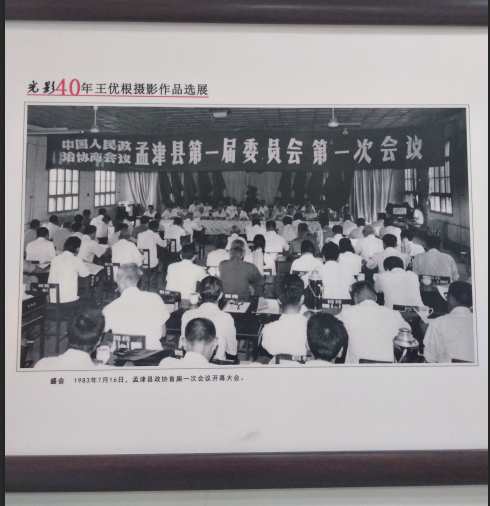 光影40年王优根摄影作品选展
中国人民政
治协商会议 孟津县第一届委员会第一次会议
盛会 1983年7月16日，孟津县政协首届一次会议开幕大会。